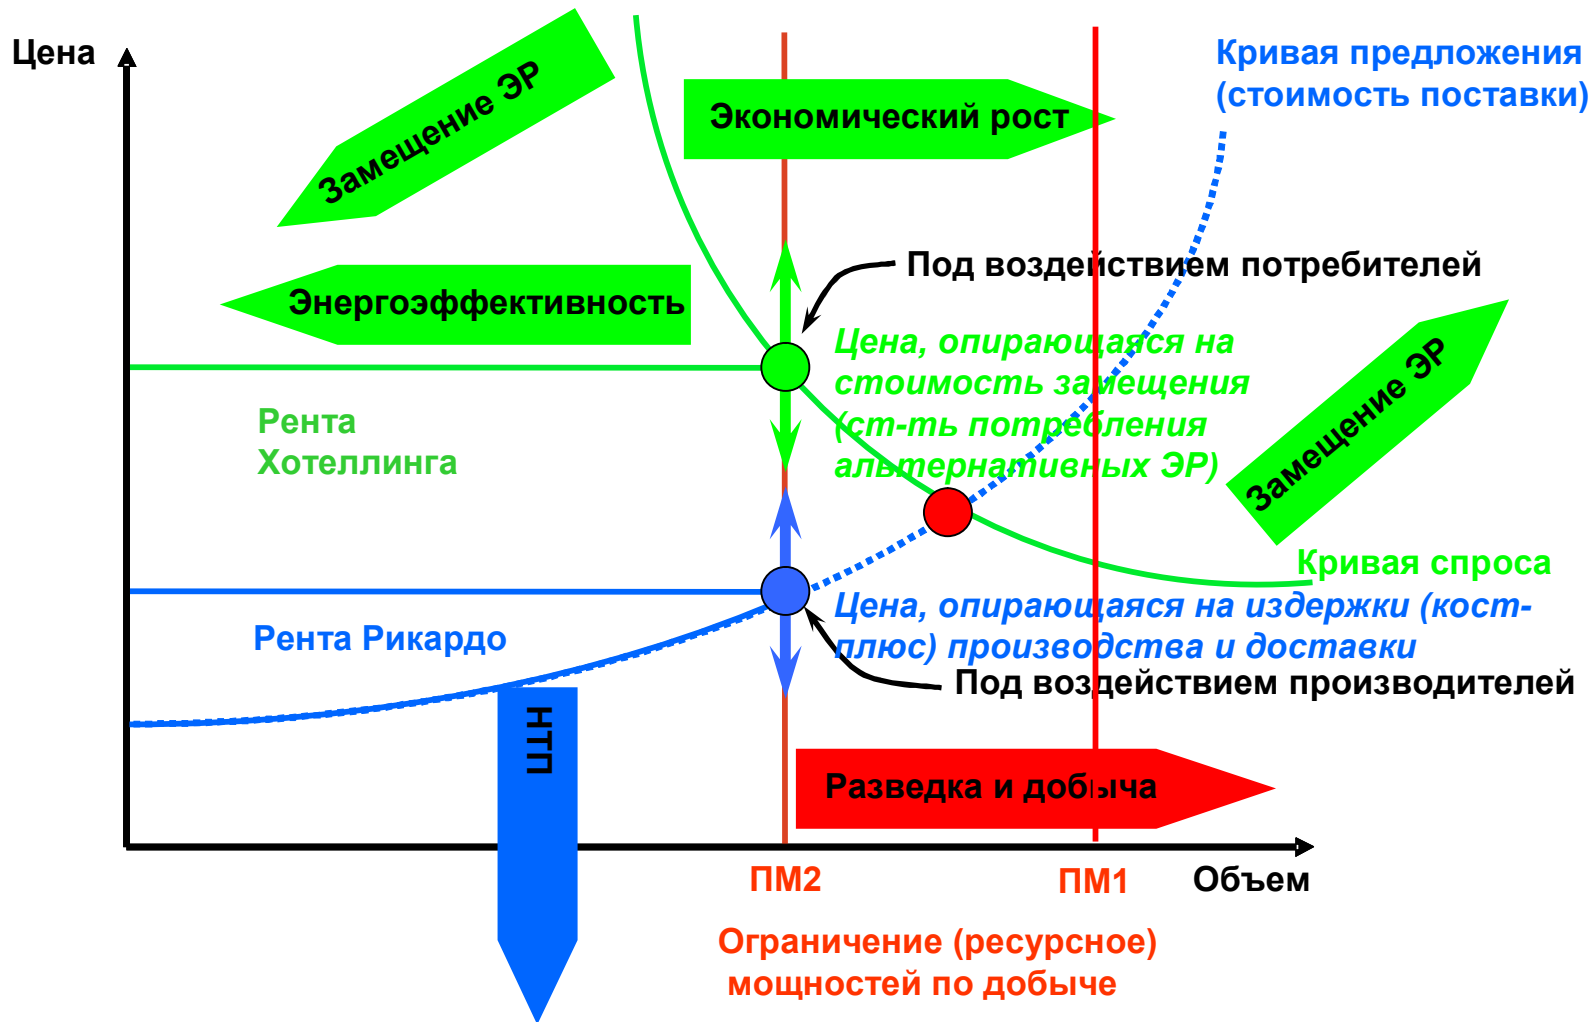 Цена
Замещение ЭР
Экономический рост
Кривая предложения
(стоимость поставки)
Под воздействием потребителей
Энергоэффективность
Цена, опирающаяся на
стоимость замещения
(ст-ть потребления
альтернативных ЭР)
Замещение ЭР
Рента
Хотеллинга
Кривая спроса
Цена, опирающаяся на издержки (кост-
плюс) производства и доставки
Рента Рикардо
Под воздействием производителей
НТП
Разведка и добыча
ПМ2
ПМ1
Объем
Ограничение (ресурсное)
мощностей по добыче